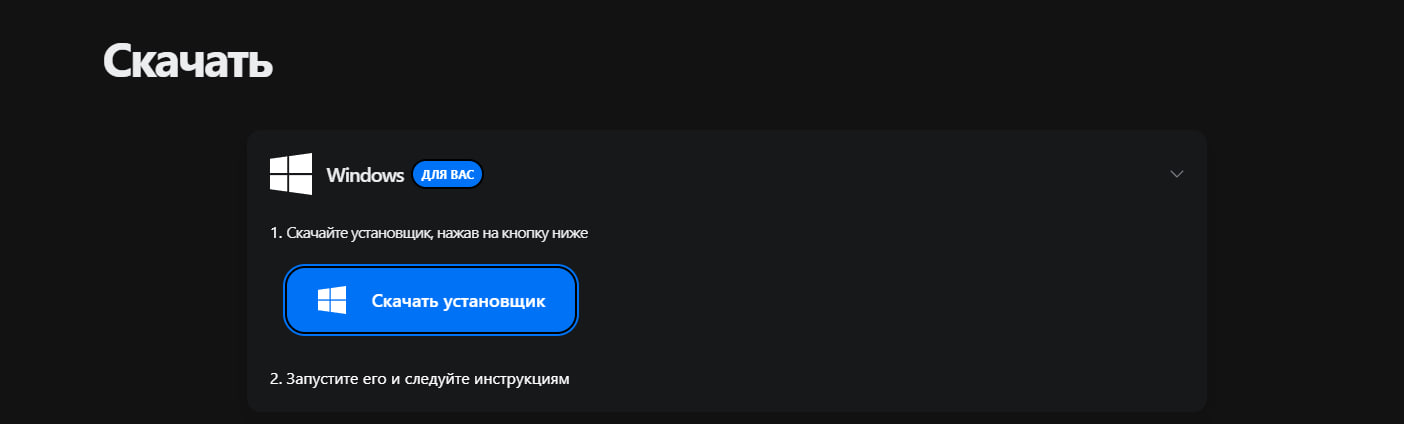 Скачать
Windows ДЛЯ ВАС
1. Скачайте установщик, нажав на кнопку ниже
Скачать установщик
2. Запустите его и следуйте инструкциям